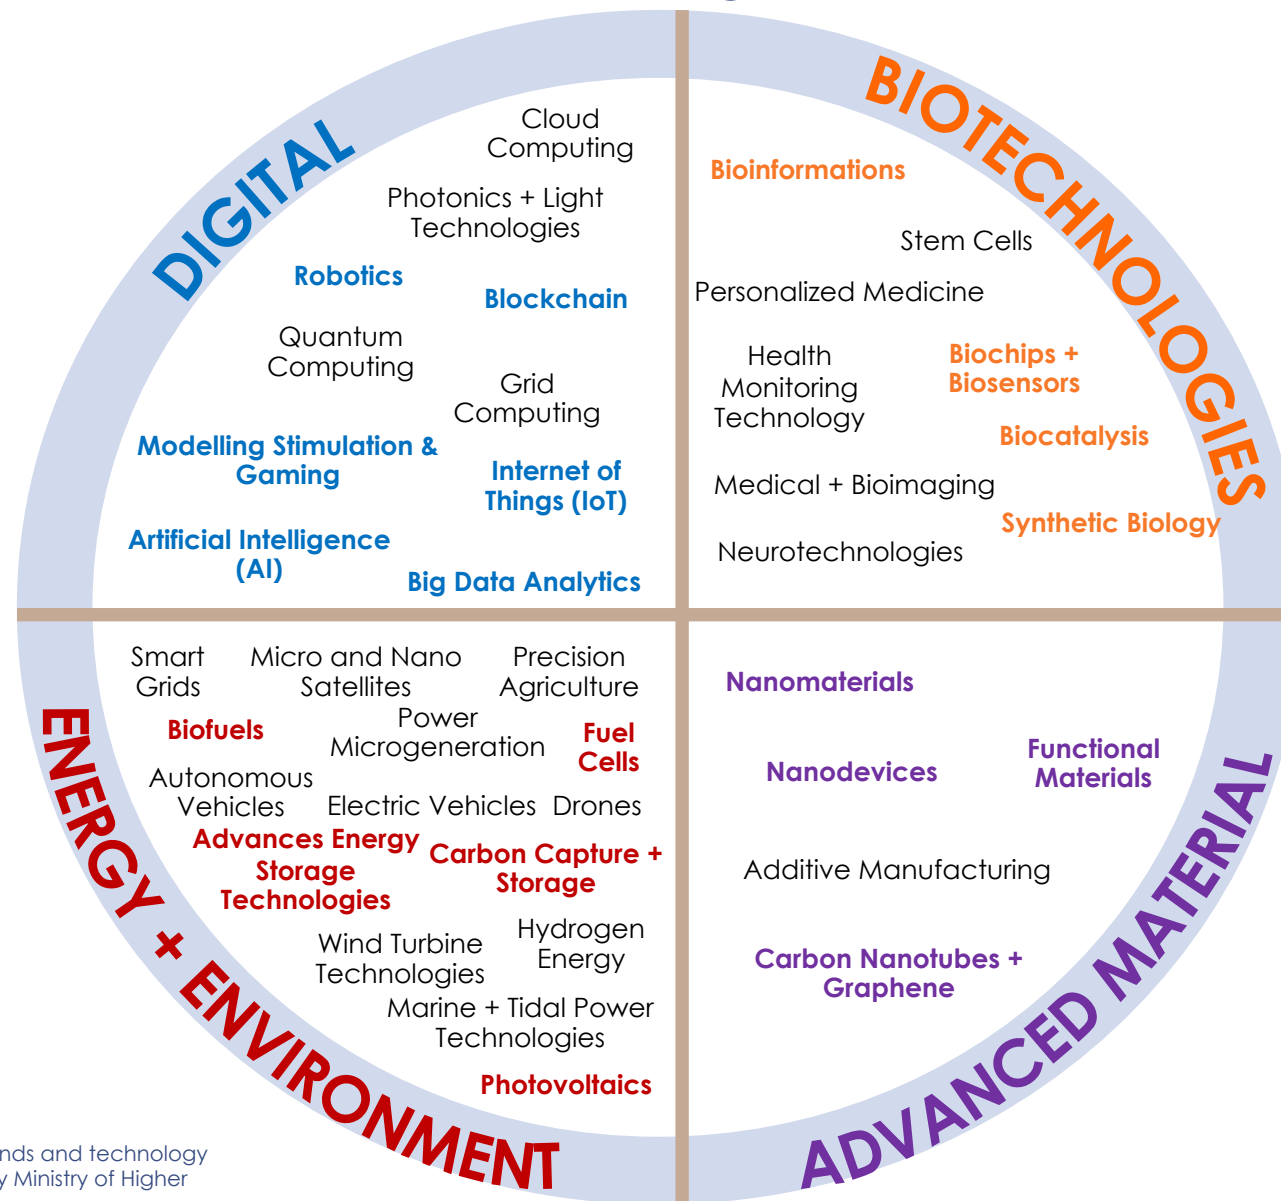 DIGITAL
Cloud
Computing
Photonics + Light
Technologies
Robotics
Blockchain
Quantum
Computing
Grid
Computing
Modelling Stimulation &
Gaming
Internet of
Things (IoT)
Artificial Intelligence
(AI)
Big Data Analytics
BIOTECHNOLOGIES
Bioinformations
Stem Cells
Personalized Medicine
Health
Monitoring
Technology
Biochips +
Biosensors
Biocatalysis
Medical + Bioimaging
Synthetic Biology
Neurotechnologies
ENERGY + ENVIRONMENT
Smart
Grids
Micro and Nano
Satellites
Precision
Agriculture
Biofuels
Power
Microgeneration
Fuel
Cells
Autonomous
Vehicles
Electric Vehicles
Drones
Advances Energy
Storage
Technologies
Carbon Capture +
Storage
Wind Turbine
Technologies
Hydrogen
Energy
Marine + Tidal Power
Technologies
Photovoltaics
ADVANCED MATERIAL
Nanomaterials
Nanodevices
Functional
Materials
Additive Manufacturing
Carbon Nanotubes +
Graphene
nds and technology
y Ministry of Higher